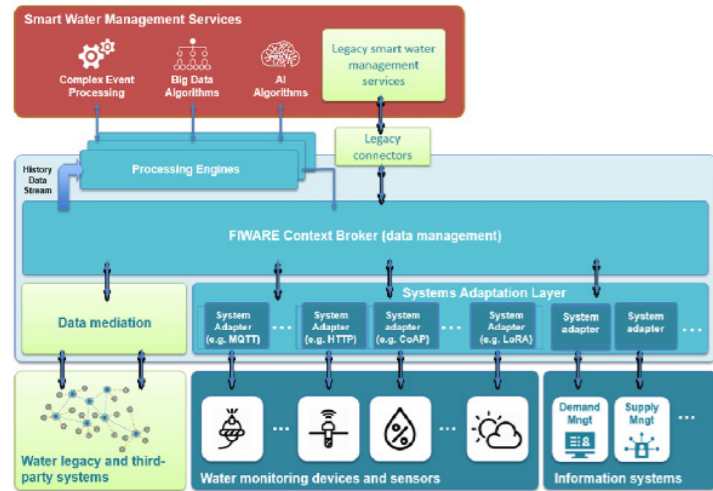 Smart Water Management Services
Complex Event
Processing
Big Data
Algorithms
AI
Algorithms
Legacy smart water
management
services
Legacy
connectors
History
Data
Stream
Processing Engines
FIWARE Context Broker (data management)
Data mediation
Systems Adaptation Layer
System
Adapter
(e.g. MQTT)
...
System
Adapter
(e.g. HTTP)
System
adapter
(e.g. CoAP)
...
System
Adapter
(e.g. LoRA)
System
adapter
System
adapter
...
Water legacy and third-
party systems
...
%
...
Water monitoring devices and sensors
Demand
Mngt
Supply
Mngt
...
Information systems